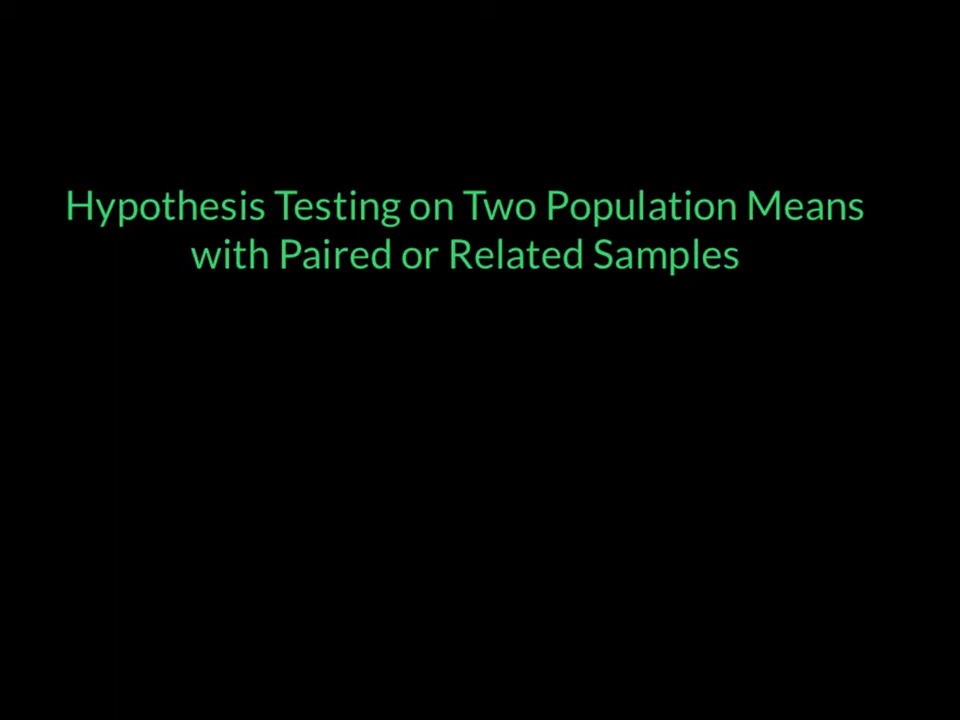 Hypothesis Testing on Two Population Means
with Paired or Related Samples